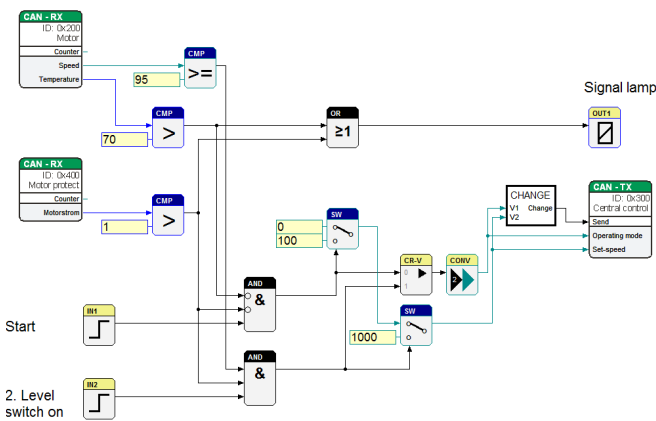 CAN - RX
ID: 0x200
Motor
Counter
Speed
Temperature
CMP
>=
95
CMP
>
70
CAN - RX
ID: 0x400
Motor protect
Counter
Motorstrom
CMP
>
1
OR
≥1
Signal lamp
OUT1
CHANGE
V1 Change
V2
CAN - TX
ID: 0x300
Central control
Send
Operating mode
Set-speed
SW
0
100
CR-V
0
1
CONV
2
SW
1000
AND
&
AND
&
Start
IN1
2. Level
switch on
IN2